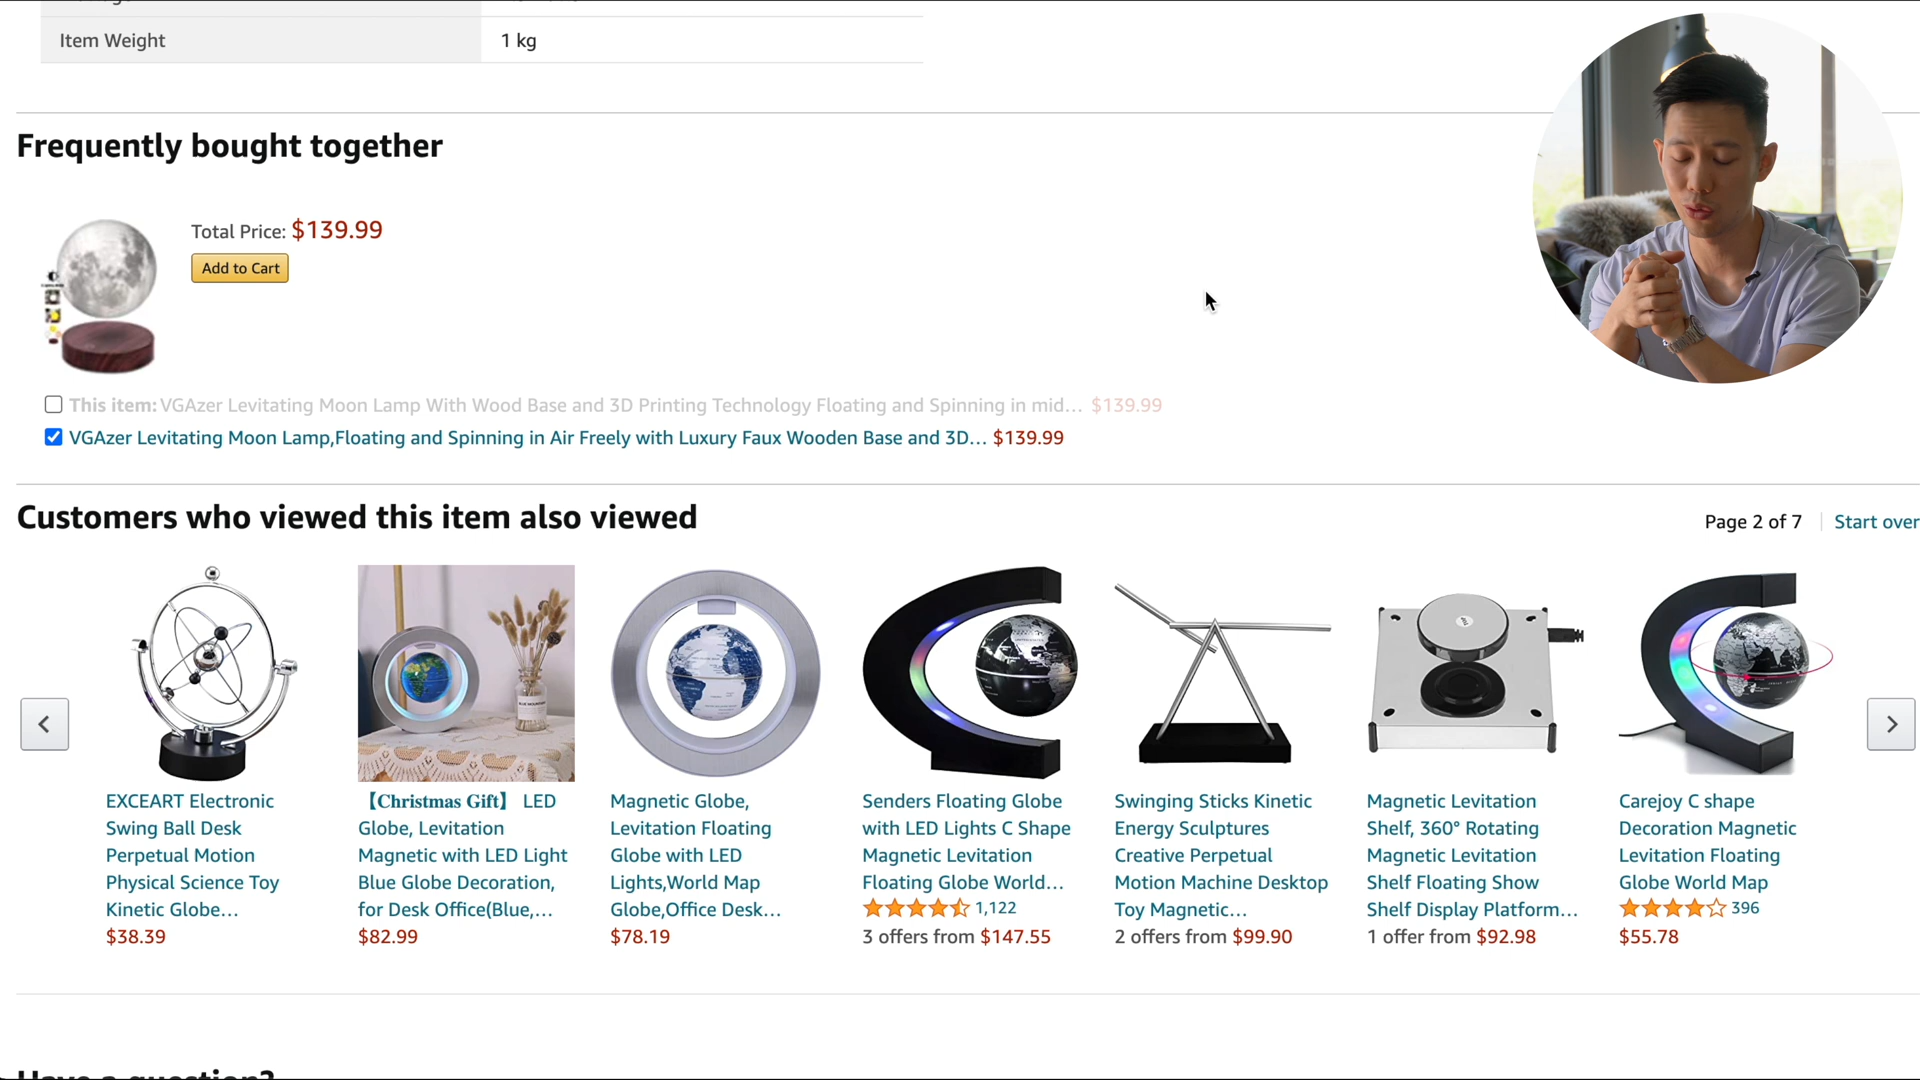 Item Weight
1 kg
Frequently bought together
Total Price: $139.99
Add to Cart
This item: VGAzer Levitating Moon Lamp With Wood Base and 3D Printing Technology Floating and Spinning in mid... $139.99
VGAzer Levitating Moon Lamp,Floating and Spinning in Air Freely with Luxury Faux Wooden Base and 3D... $139.99
Customers who viewed this item also viewed
Page 2 of 7
Start over
EXCEART Electronic
Swing Ball Desk
Perpetual Motion
Physical Science Toy
Kinetic Globe...
$38.39
【Christmas Gift】 LED
Globe, Levitation
Magnetic with LED Light
Blue Globe Decoration,
for Desk Office(Blue,...
$82.99
Magnetic Globe,
Levitation Floating
Globe with LED
Lights,World Map
Globe,Office Desk...
$78.19
Senders Floating Globe
with LED Lights C Shape
Magnetic Levitation
Floating Globe World...
1,122
3 offers from $147.55
Swinging Sticks Kinetic
Energy Sculptures
Creative Perpetual
Motion Machine Desktop
Toy Magnetic...
2 offers from $99.90
Magnetic Levitation
Shelf, 360° Rotating
Magnetic Levitation
Shelf Floating Show
Shelf Display Platform...
1 offer from $92.98
Carejoy C shape
Decoration Magnetic
Levitation Floating
Globe World Map
396
$55.78
Have a question?